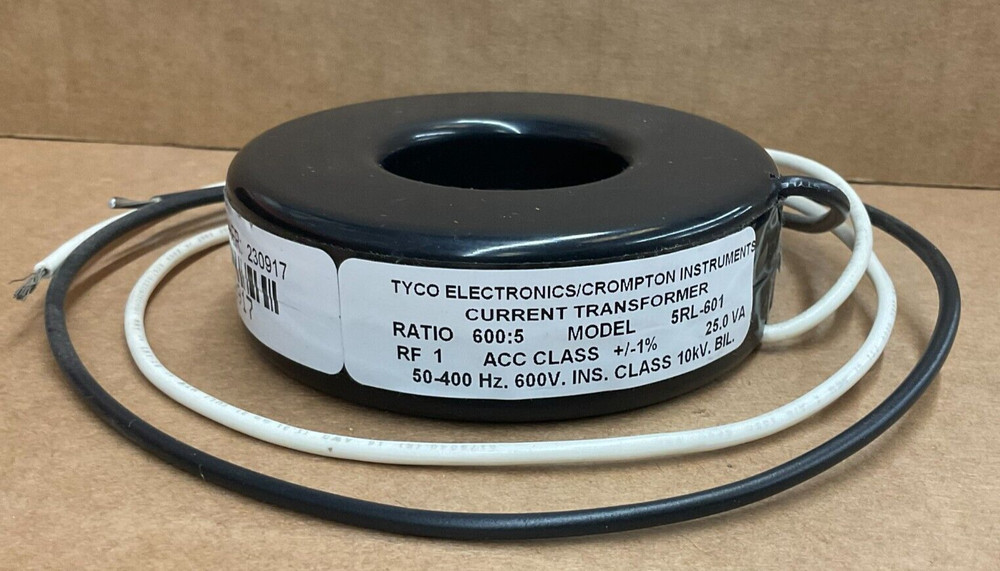 230917
17
TYCO ELECTRONICS/CROMPTON INSTRUMENTS
CURRENT TRANSFORMER
RATIO 600:5 MODEL 5RL-601
RF 1 ACC CLASS +/-1% 25.0 VA
50-400 Hz. 600V. INS. CLASS 10kV. BIL.